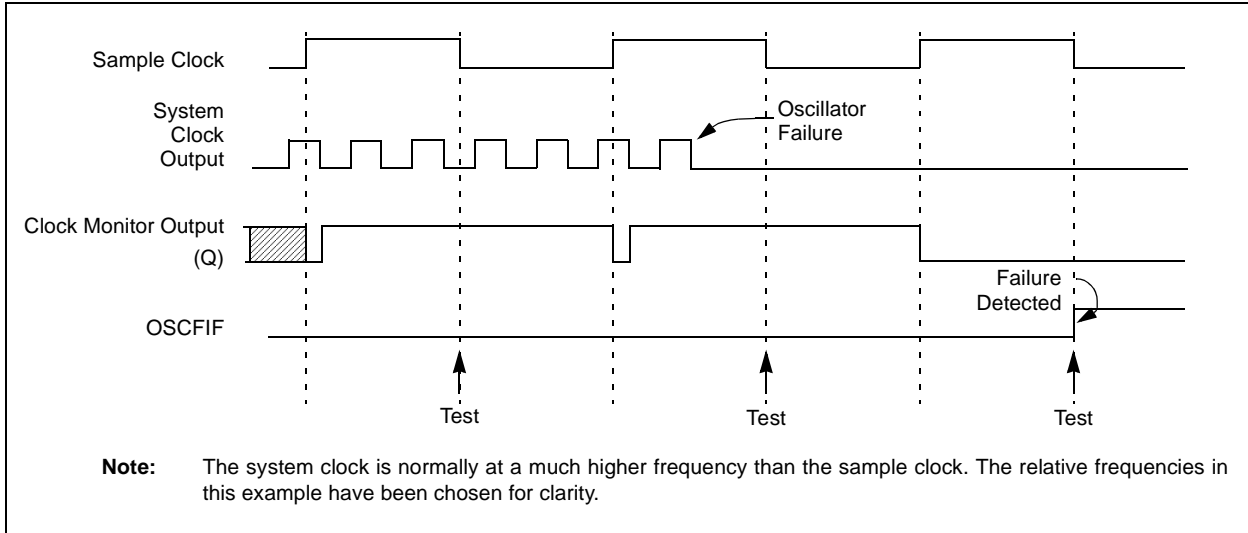 Sample Clock
System
Clock
Output
Oscillator
Failure
Clock Monitor Output
(Q)
Failure
Detected
OSCFIF
Test
Test
Test
Note: The system clock is normally at a much higher frequency than the sample clock. The relative frequencies in
this example have been chosen for clarity.